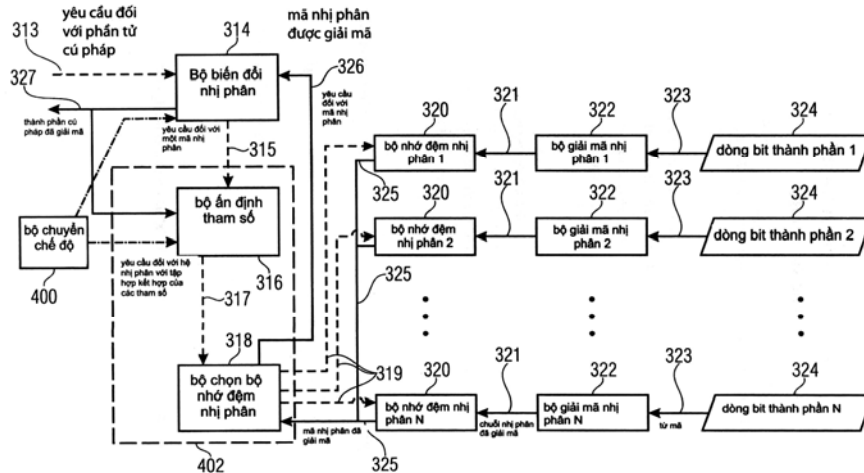 yêu cầu đối
với phần tử
cú pháp
313
314
mã nhị phân
được giải mã
326
Bộ biến đổi
nhị phân
327
thành phần cú
pháp đã giải mã
yêu cầu đối với
một mã nhị
phân
315
yêu cầu đối
với mã nhị
phân
320
321
322
323
324
bộ nhớ đệm nhị
phân 1
bộ giải mã nhị
phân 1
dòng bit thành phần 1
325
bộ ấn định
tham số
316
bộ chuyển
chế độ
400
yêu cầu đối với hệ
nhị phân với tập
hợp kết hợp của
các tham số
317
320
321
322
323
324
bộ nhớ đệm nhị
phân 2
bộ giải mã nhị
phân 2
dòng bit thành phần 2
325
318
bộ chọn bộ
nhớ đệm
nhị phân
319
320
321
322
323
324
bộ nhớ đệm nhị
phân N
bộ giải mã nhị
phân N
dòng bit thành phần N
mã nhị phân đã
giải mã
325
chuỗi nhị phân
đã giải mã
từ mã
402